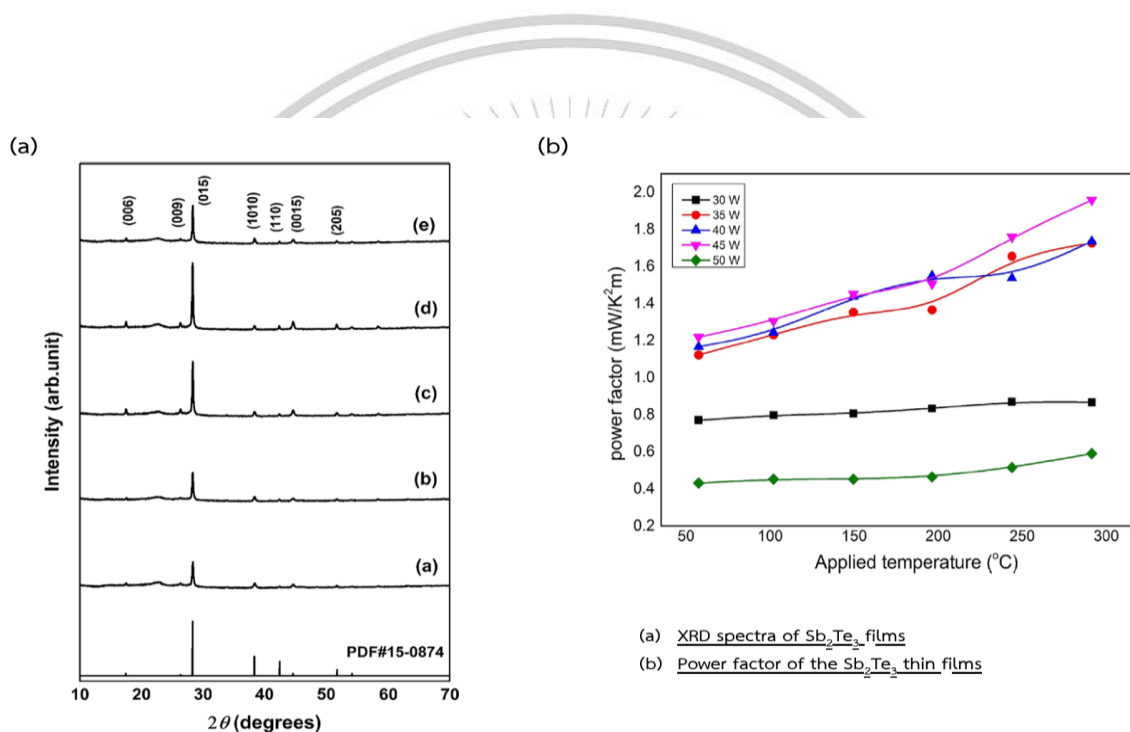 (a)
(b)
(006)
(009)
(015)
(1010)
(110)
(0015)
(205)
(e)
(d)
(c)
(b)
(a)
PDF#15-0874
Intensity (arb.unit)
10 20 30 40 50 60 70
2θ (degrees)
30 W
35 W
40 W
45 W
50 W
2.0
1.8
1.6
1.4
1.2
1.0
0.8
0.6
0.4
0.2
power factor (mW/K²m)
50 100 150 200 250 300
Applied temperature (°C)
(a) XRD spectra of Sb₂Te₃ films
(b) Power factor of the Sb₂Te₃ thin films